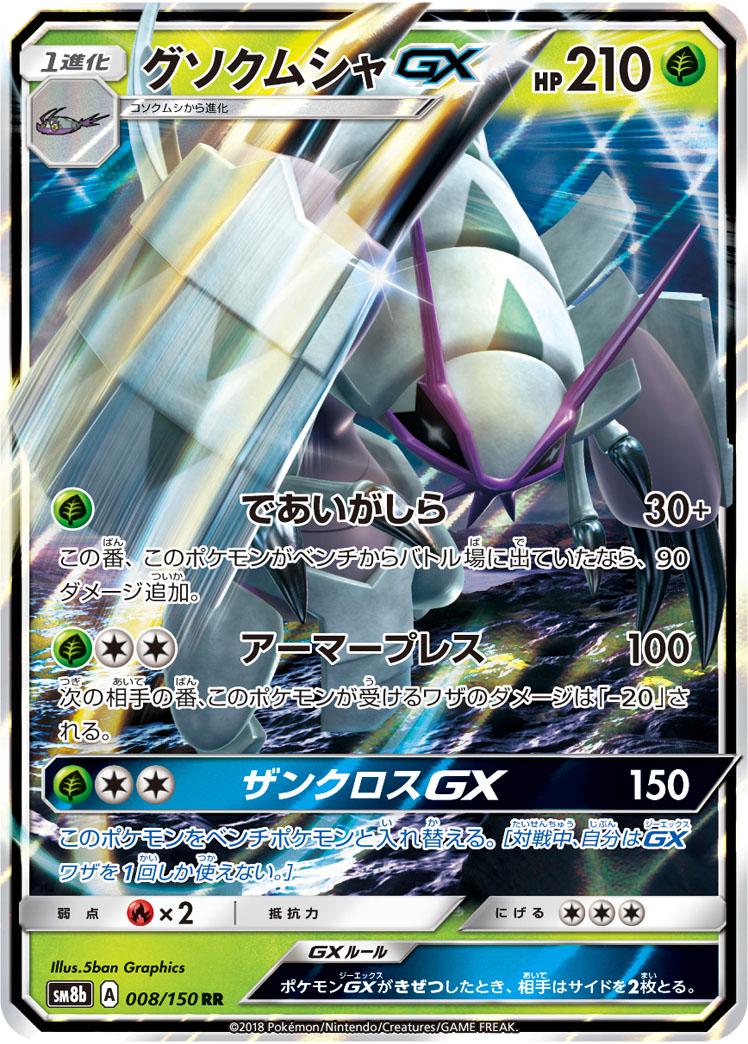 1進化 グソクムシャGX HP210
コソクムシから進化
であいがしら 30+
この番、このポケモンがベンチからバトル場に出ていたなら、90
ダメージ追加。
アーマープレス 100
次の相手の番、このポケモンが受けるワザのダメージは「-20」さ
れる。
ザンクロスGX 150
このポケモンをベンチポケモンと入れ替える。[対戦中、自分はGX
ワザを1回しか使えない。]
弱点 ×2 抵抗力 にげる
Illus.5ban Graphics GXルール
ポケモンGXがきぜつしたとき、相手はサイドを2枚とる。
SM8b A 008/150 RR
©2018 Pokémon/Nintendo/Creatures/GAME FREAK.